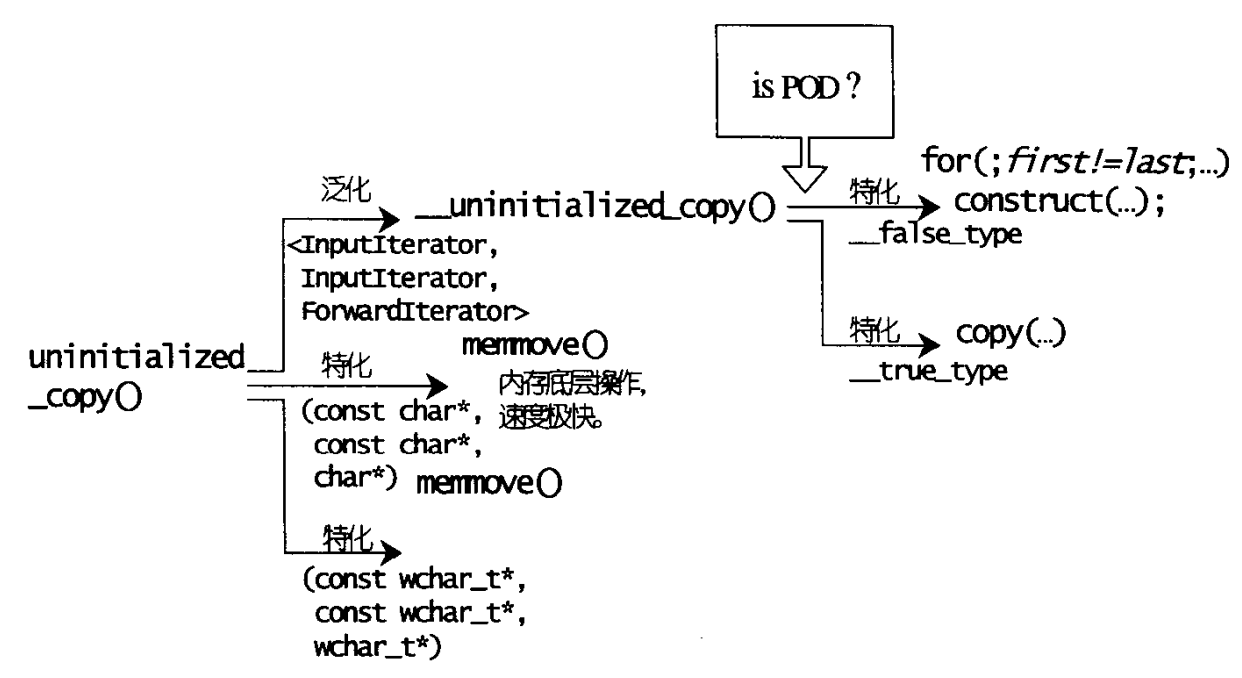 is POD?
for(;first!=last;…)
construct(…);
泛化
__uninitialized_copy()
特化
__false_type
<InputIterator,
InputIterator,
ForwardIterator>
特化
copy(…)
__true_type
uninitialized
_copy()
特化
memmove()
内存底层操作,
速度极快。
(const char*,
const char*,
char*)
memmove()
特化
(const wchar_t*,
const wchar_t*,
wchar_t*)